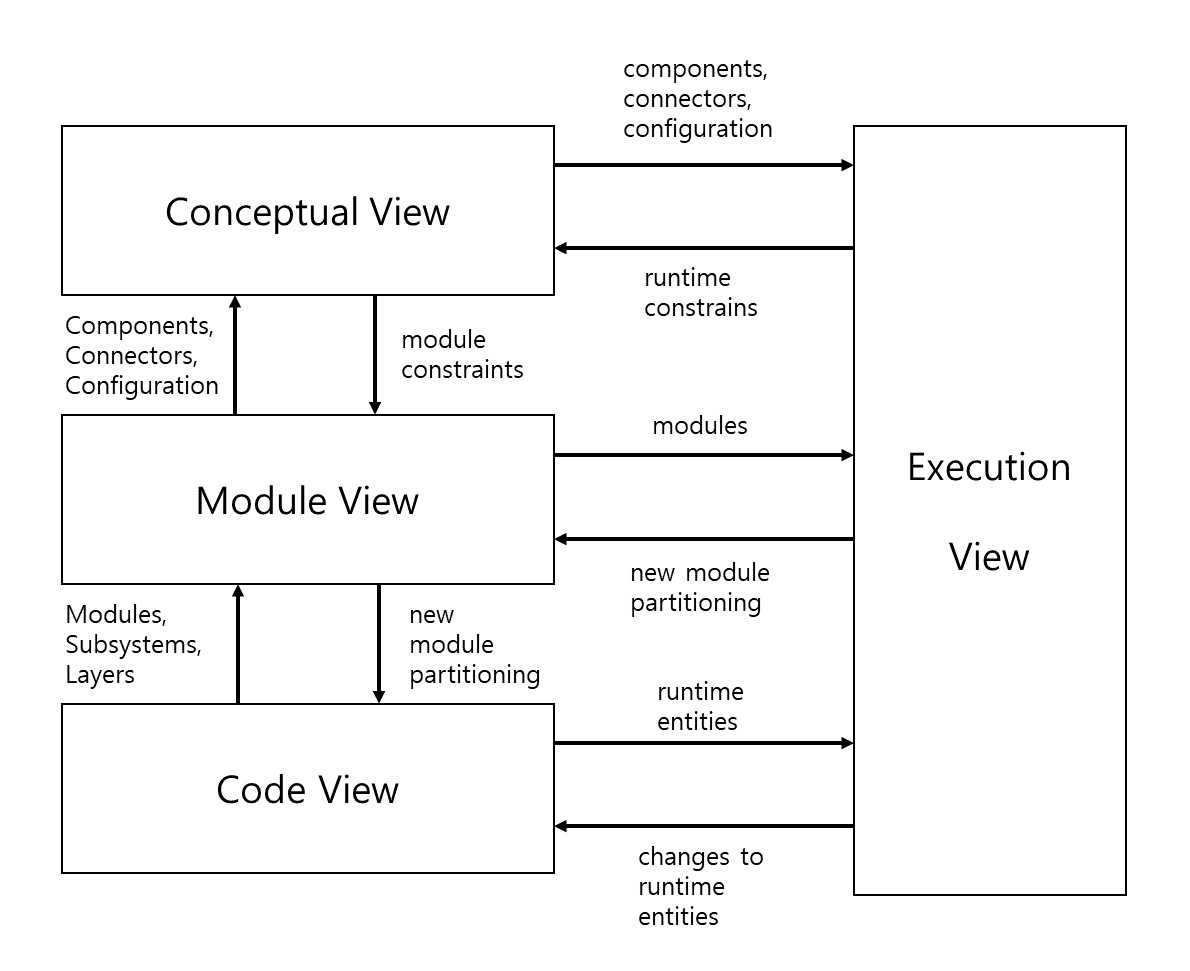 components,
connectors,
configuration
Conceptual View
runtime
constrains
Components,
Connectors,
Configuration
module
constraints
modules
Module View
Execution
View
new module
partitioning
Modules,
Subsystems,
Layers
new
module
partitioning
runtime
entities
Code View
changes to
runtime
entities